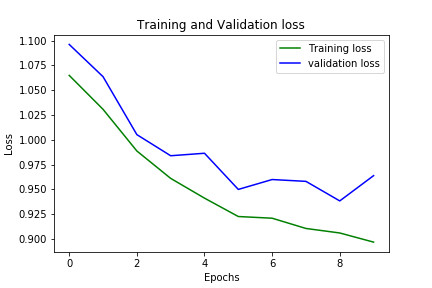 Training and Validation loss
Training loss
validation loss
1.100
1.075
1.050
1.025
1.000
0.975
0.950
0.925
0.900
Loss
0 2 4 6 8
Epochs